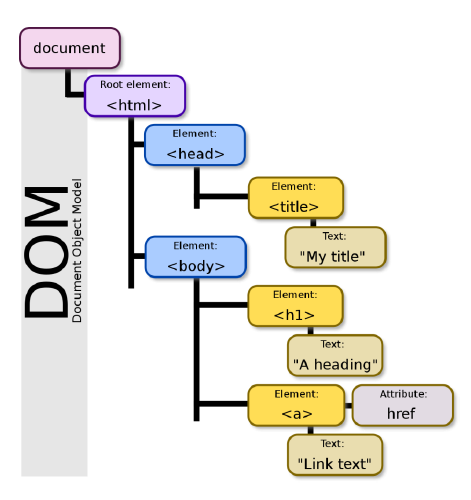 document
Root element:
<html>
Element:
<head>
Element:
<title>
Text:
"My title"
Element:
<body>
Element:
<h1>
Text:
"A heading"
Element:
<a>
Attribute:
href
Text:
"Link text"
DOM
Document Object Model